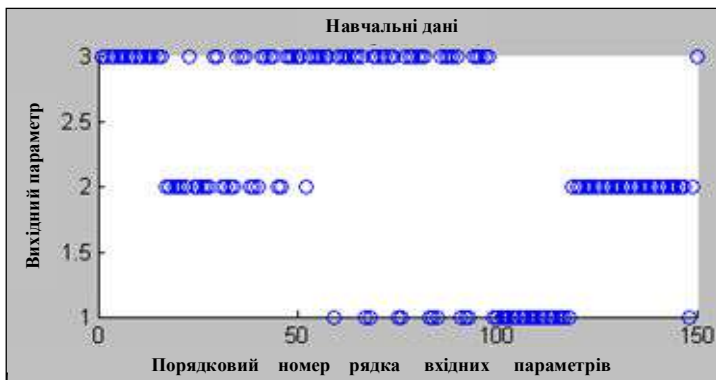 Навчальні дані
3
2.5
2
1.5
1
Вихідний параметр
0 50 100 150
Порядковий номер рядка вхідних параметрів